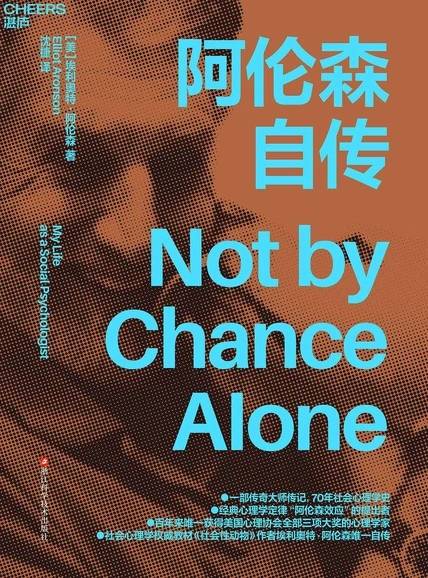 CHEERS
湛庐
[美]埃利奥特·阿伦森 著
Elliot Aronson
沈捷 译
阿伦森
自传
My Life
as a Social Psychologist
Not by
Chance
Alone
●一部传奇大师传记，70年社会心理学史
●经典心理学定律“阿伦森效应”的提出者
●百年来唯一获得美国心理协会全部三项大奖的心理学家
●社会心理学权威教材《社会性动物》作者埃利奥特·阿伦森唯一自传